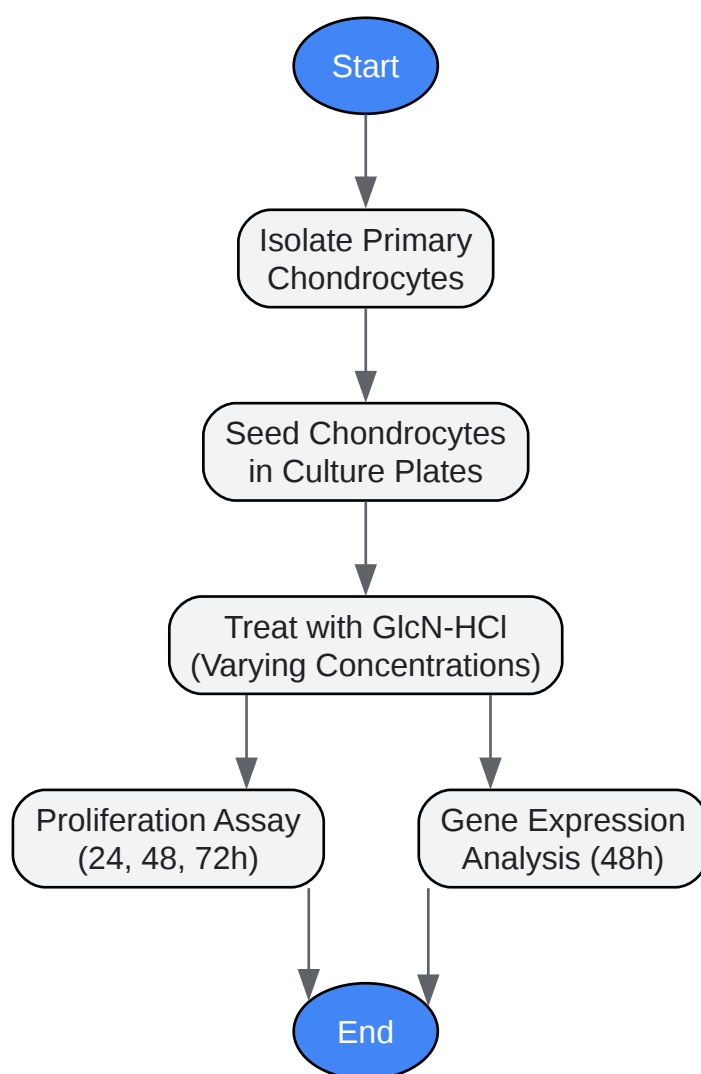 Start
Isolate Primary
Chondrocytes
Seed Chondrocytes
in Culture Plates
Treat with GlcN-HCl
(Varying Concentrations)
Proliferation Assay
(24, 48, 72h)
Gene Expression
Analysis (48h)
End